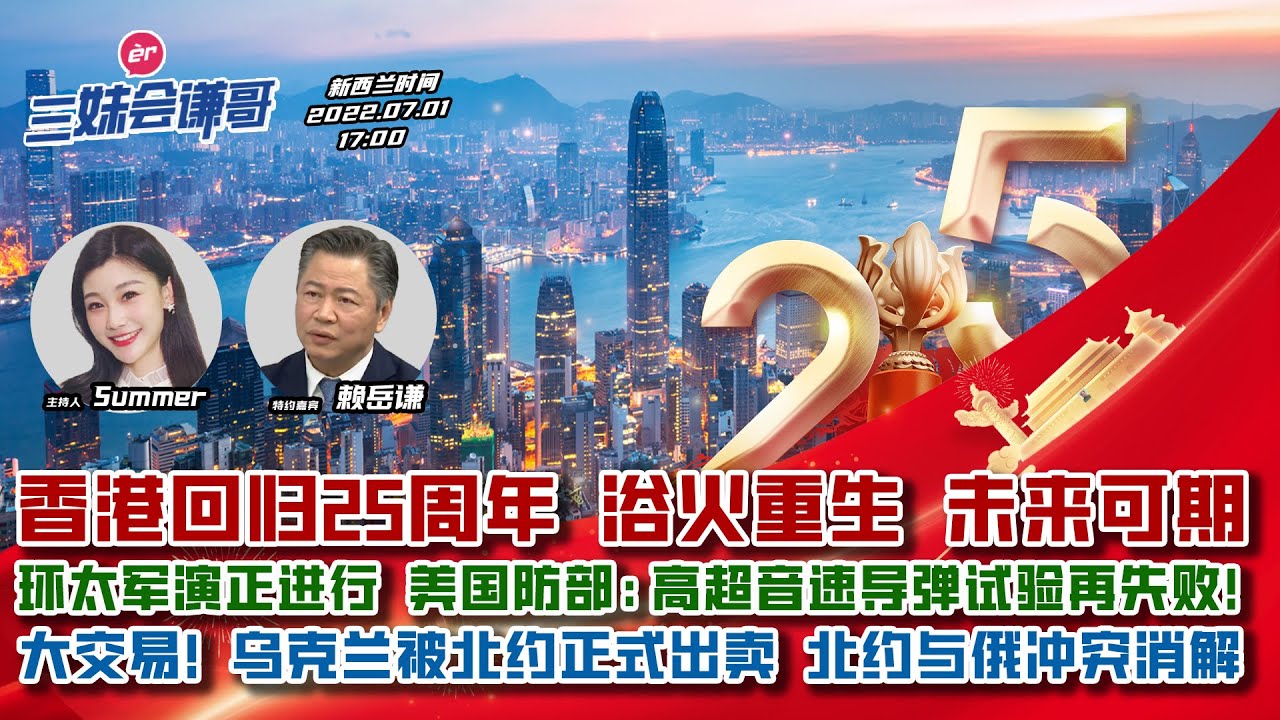 èr
三妹会谦哥
新西兰时间
2022.07.01
17:00
主持人 Summer
特约嘉宾 赖岳谦
25
香港回归25周年 浴火重生 未来可期
环太军演正进行 美国防部：高超音速导弹试验再失败！
大交易！ 乌克兰被北约正式出卖 北约与俄冲突消解